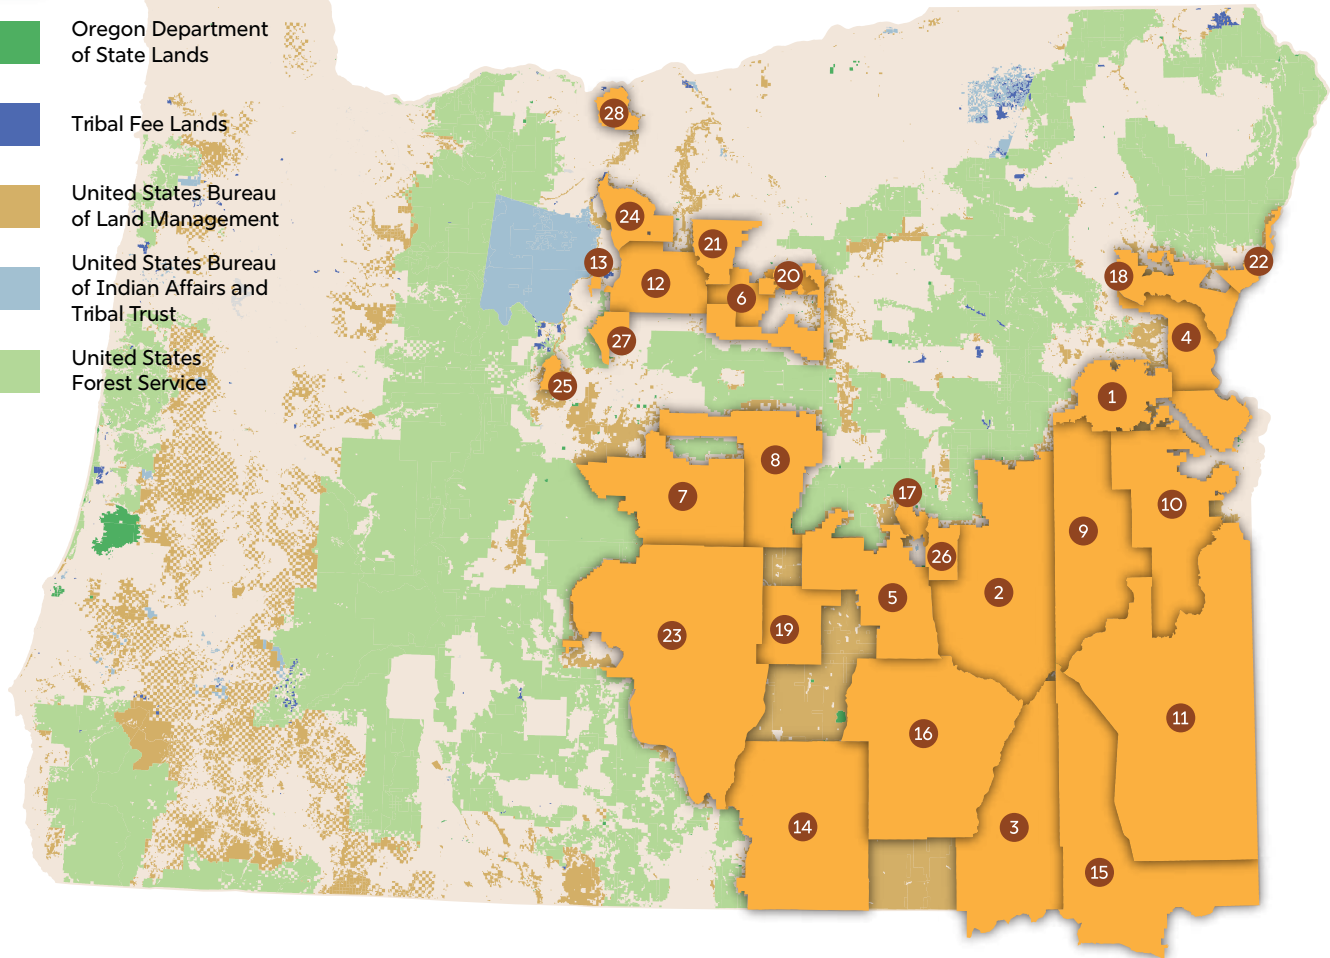 Oregon Department
of State Lands
Tribal Fee Lands
United States Bureau
of Land Management
United States Bureau
of Indian Affairs and
Tribal Trust
United States
Forest Service
28
24
21
13
12
20
6
22
18
27
4
25
1
8
7
17
10
9
26
2
5
19
23
11
16
14
3
15